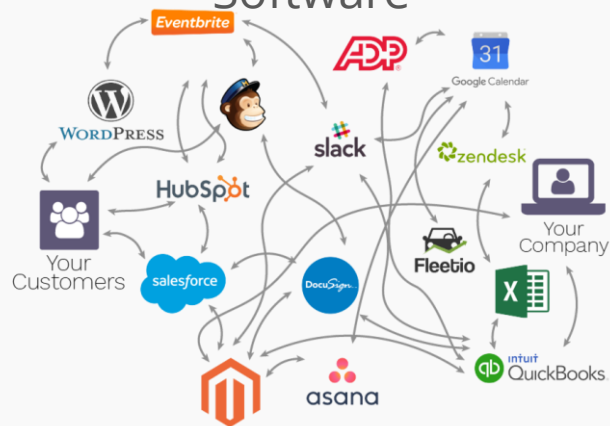 Software
Eventbrite
ADP
31
Google Calendar
WORDPRESS
slack
zendesk
HubSpot
Your
Customers
salesforce
DocuSign
Fleetio
Your
Company
X
intuit
qb QuickBooks
asana